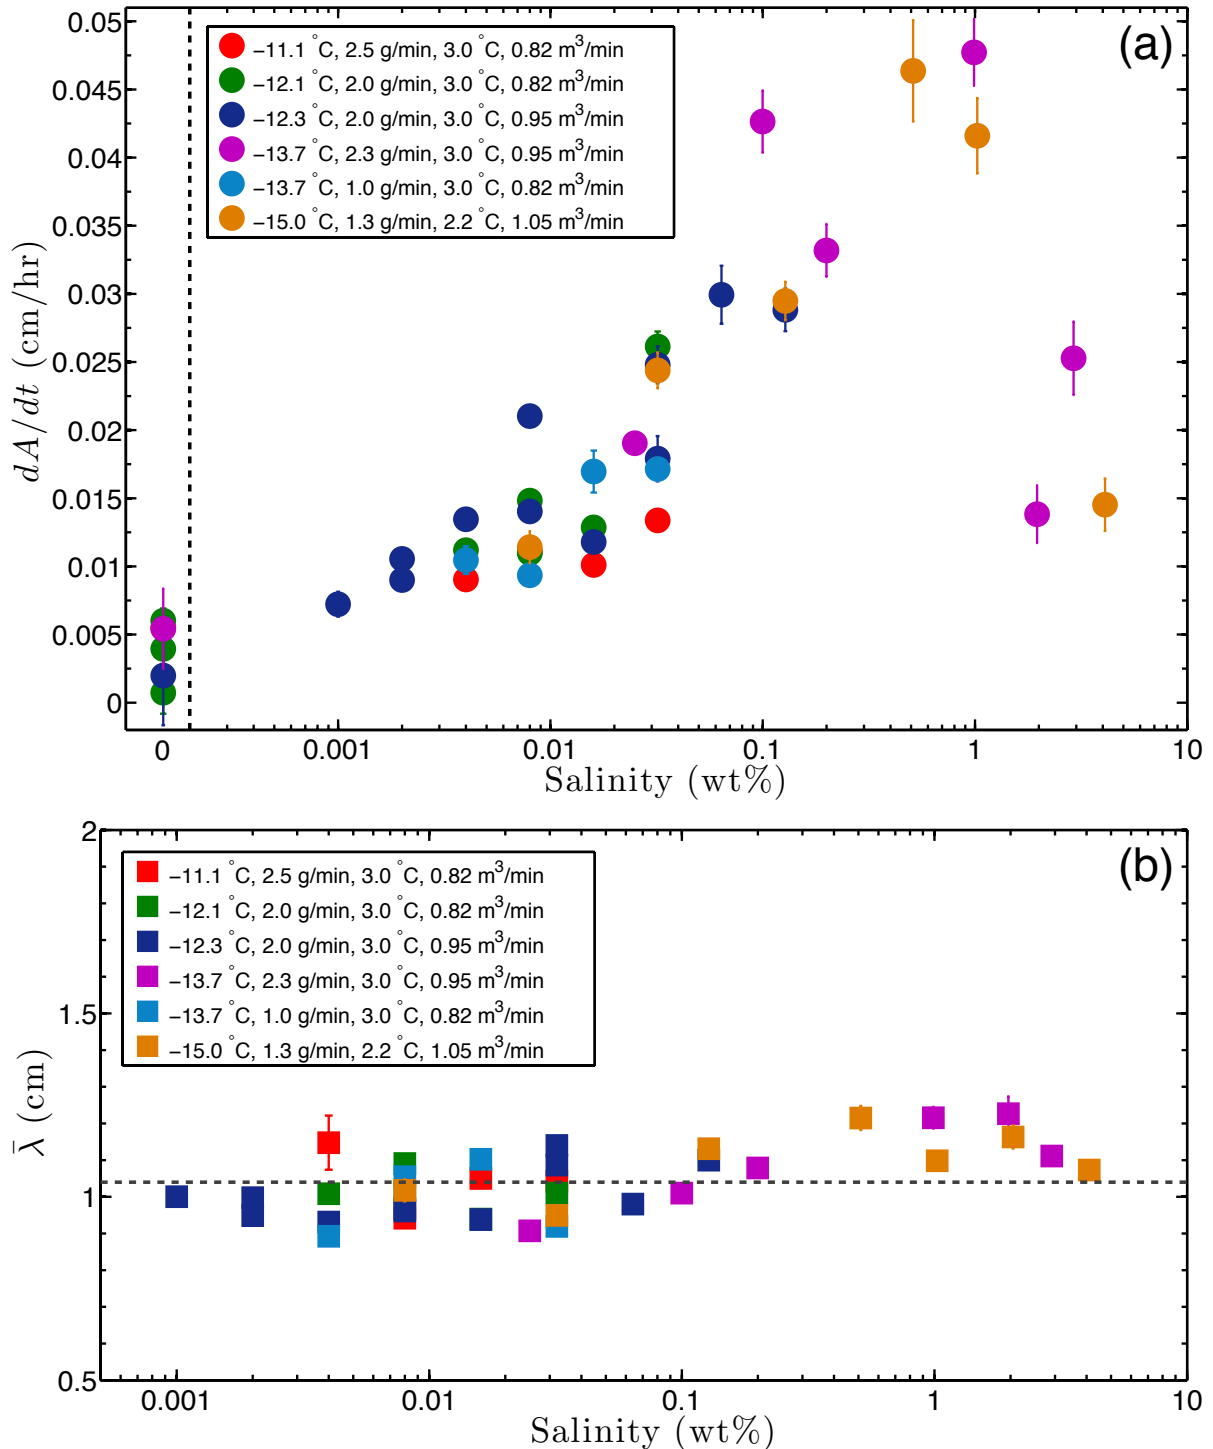 (a)
0.05
0.045
0.04
0.035
0.03
0.025
0.02
0.015
0.01
0.005
0
dA/dt (cm/hr)
−11.1 °C, 2.5 g/min, 3.0 °C, 0.82 m³/min
−12.1 °C, 2.0 g/min, 3.0 °C, 0.82 m³/min
−12.3 °C, 2.0 g/min, 3.0 °C, 0.95 m³/min
−13.7 °C, 2.3 g/min, 3.0 °C, 0.95 m³/min
−13.7 °C, 1.0 g/min, 3.0 °C, 0.82 m³/min
−15.0 °C, 1.3 g/min, 2.2 °C, 1.05 m³/min
0 0.001 0.01 0.1 1 10
Salinity (wt%)
(b)
2
1.5
1
0.5
λ̄ (cm)
−11.1 °C, 2.5 g/min, 3.0 °C, 0.82 m³/min
−12.1 °C, 2.0 g/min, 3.0 °C, 0.82 m³/min
−12.3 °C, 2.0 g/min, 3.0 °C, 0.95 m³/min
−13.7 °C, 2.3 g/min, 3.0 °C, 0.95 m³/min
−13.7 °C, 1.0 g/min, 3.0 °C, 0.82 m³/min
−15.0 °C, 1.3 g/min, 2.2 °C, 1.05 m³/min
0.001 0.01 0.1 1 10
Salinity (wt%)